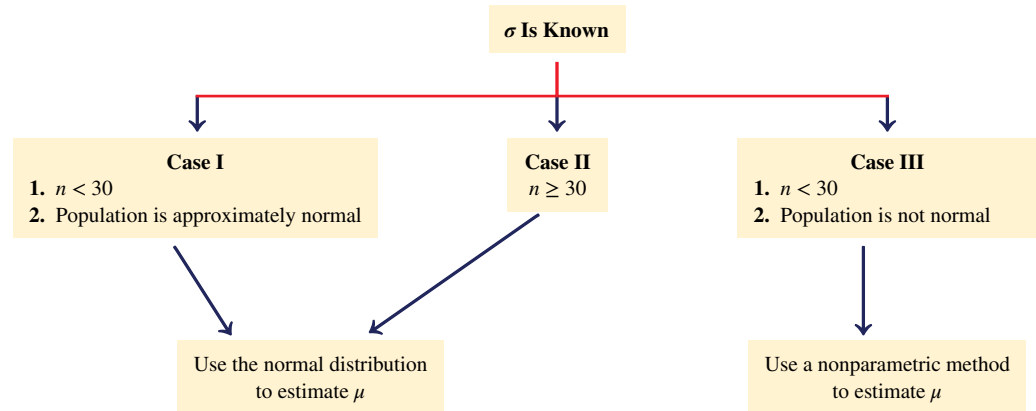 σ Is Known
Case I
1. n < 30
2. Population is approximately normal
Case II
n ≥ 30
Case III
1. n < 30
2. Population is not normal
Use the normal distribution
to estimate μ
Use a nonparametric method
to estimate μ